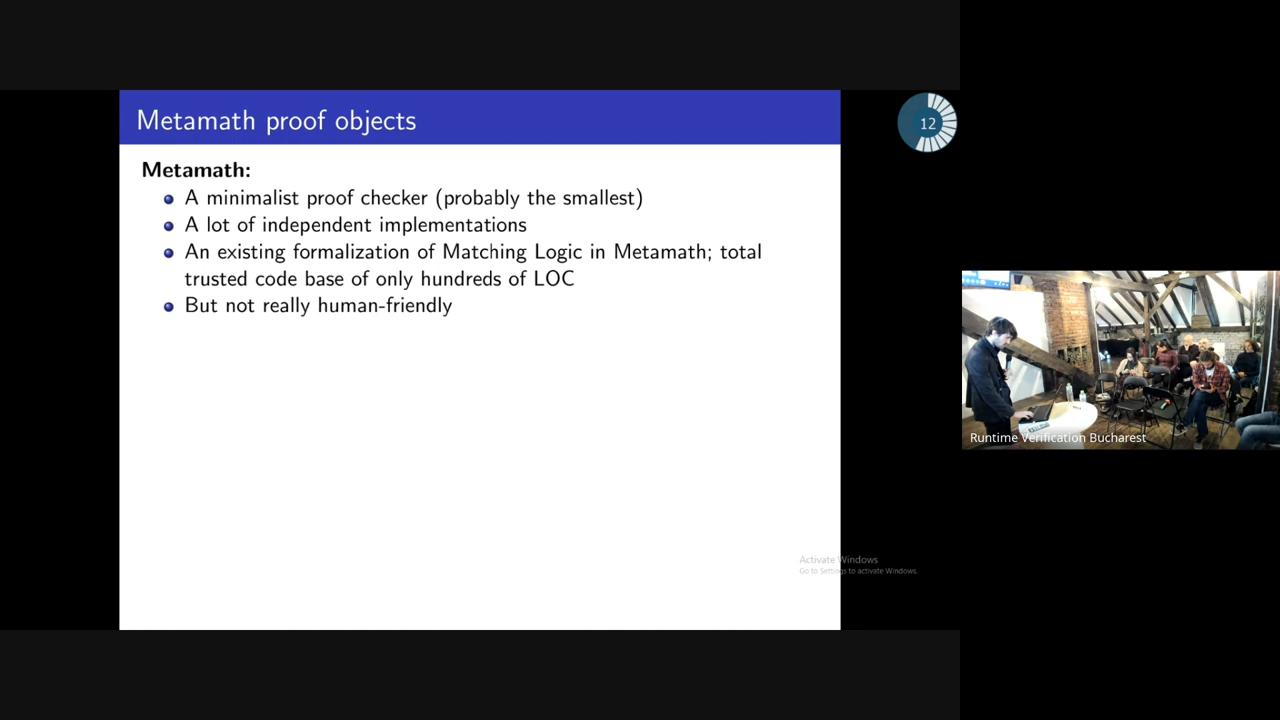 Metamath proof objects
12
Metamath:
A minimalist proof checker (probably the smallest)
A lot of independent implementations
An existing formalization of Matching Logic in Metamath; total
trusted code base of only hundreds of LOC
But not really human-friendly
Runtime Verification Bucharest
Activate Windows
Go to Settings to activate Windows.